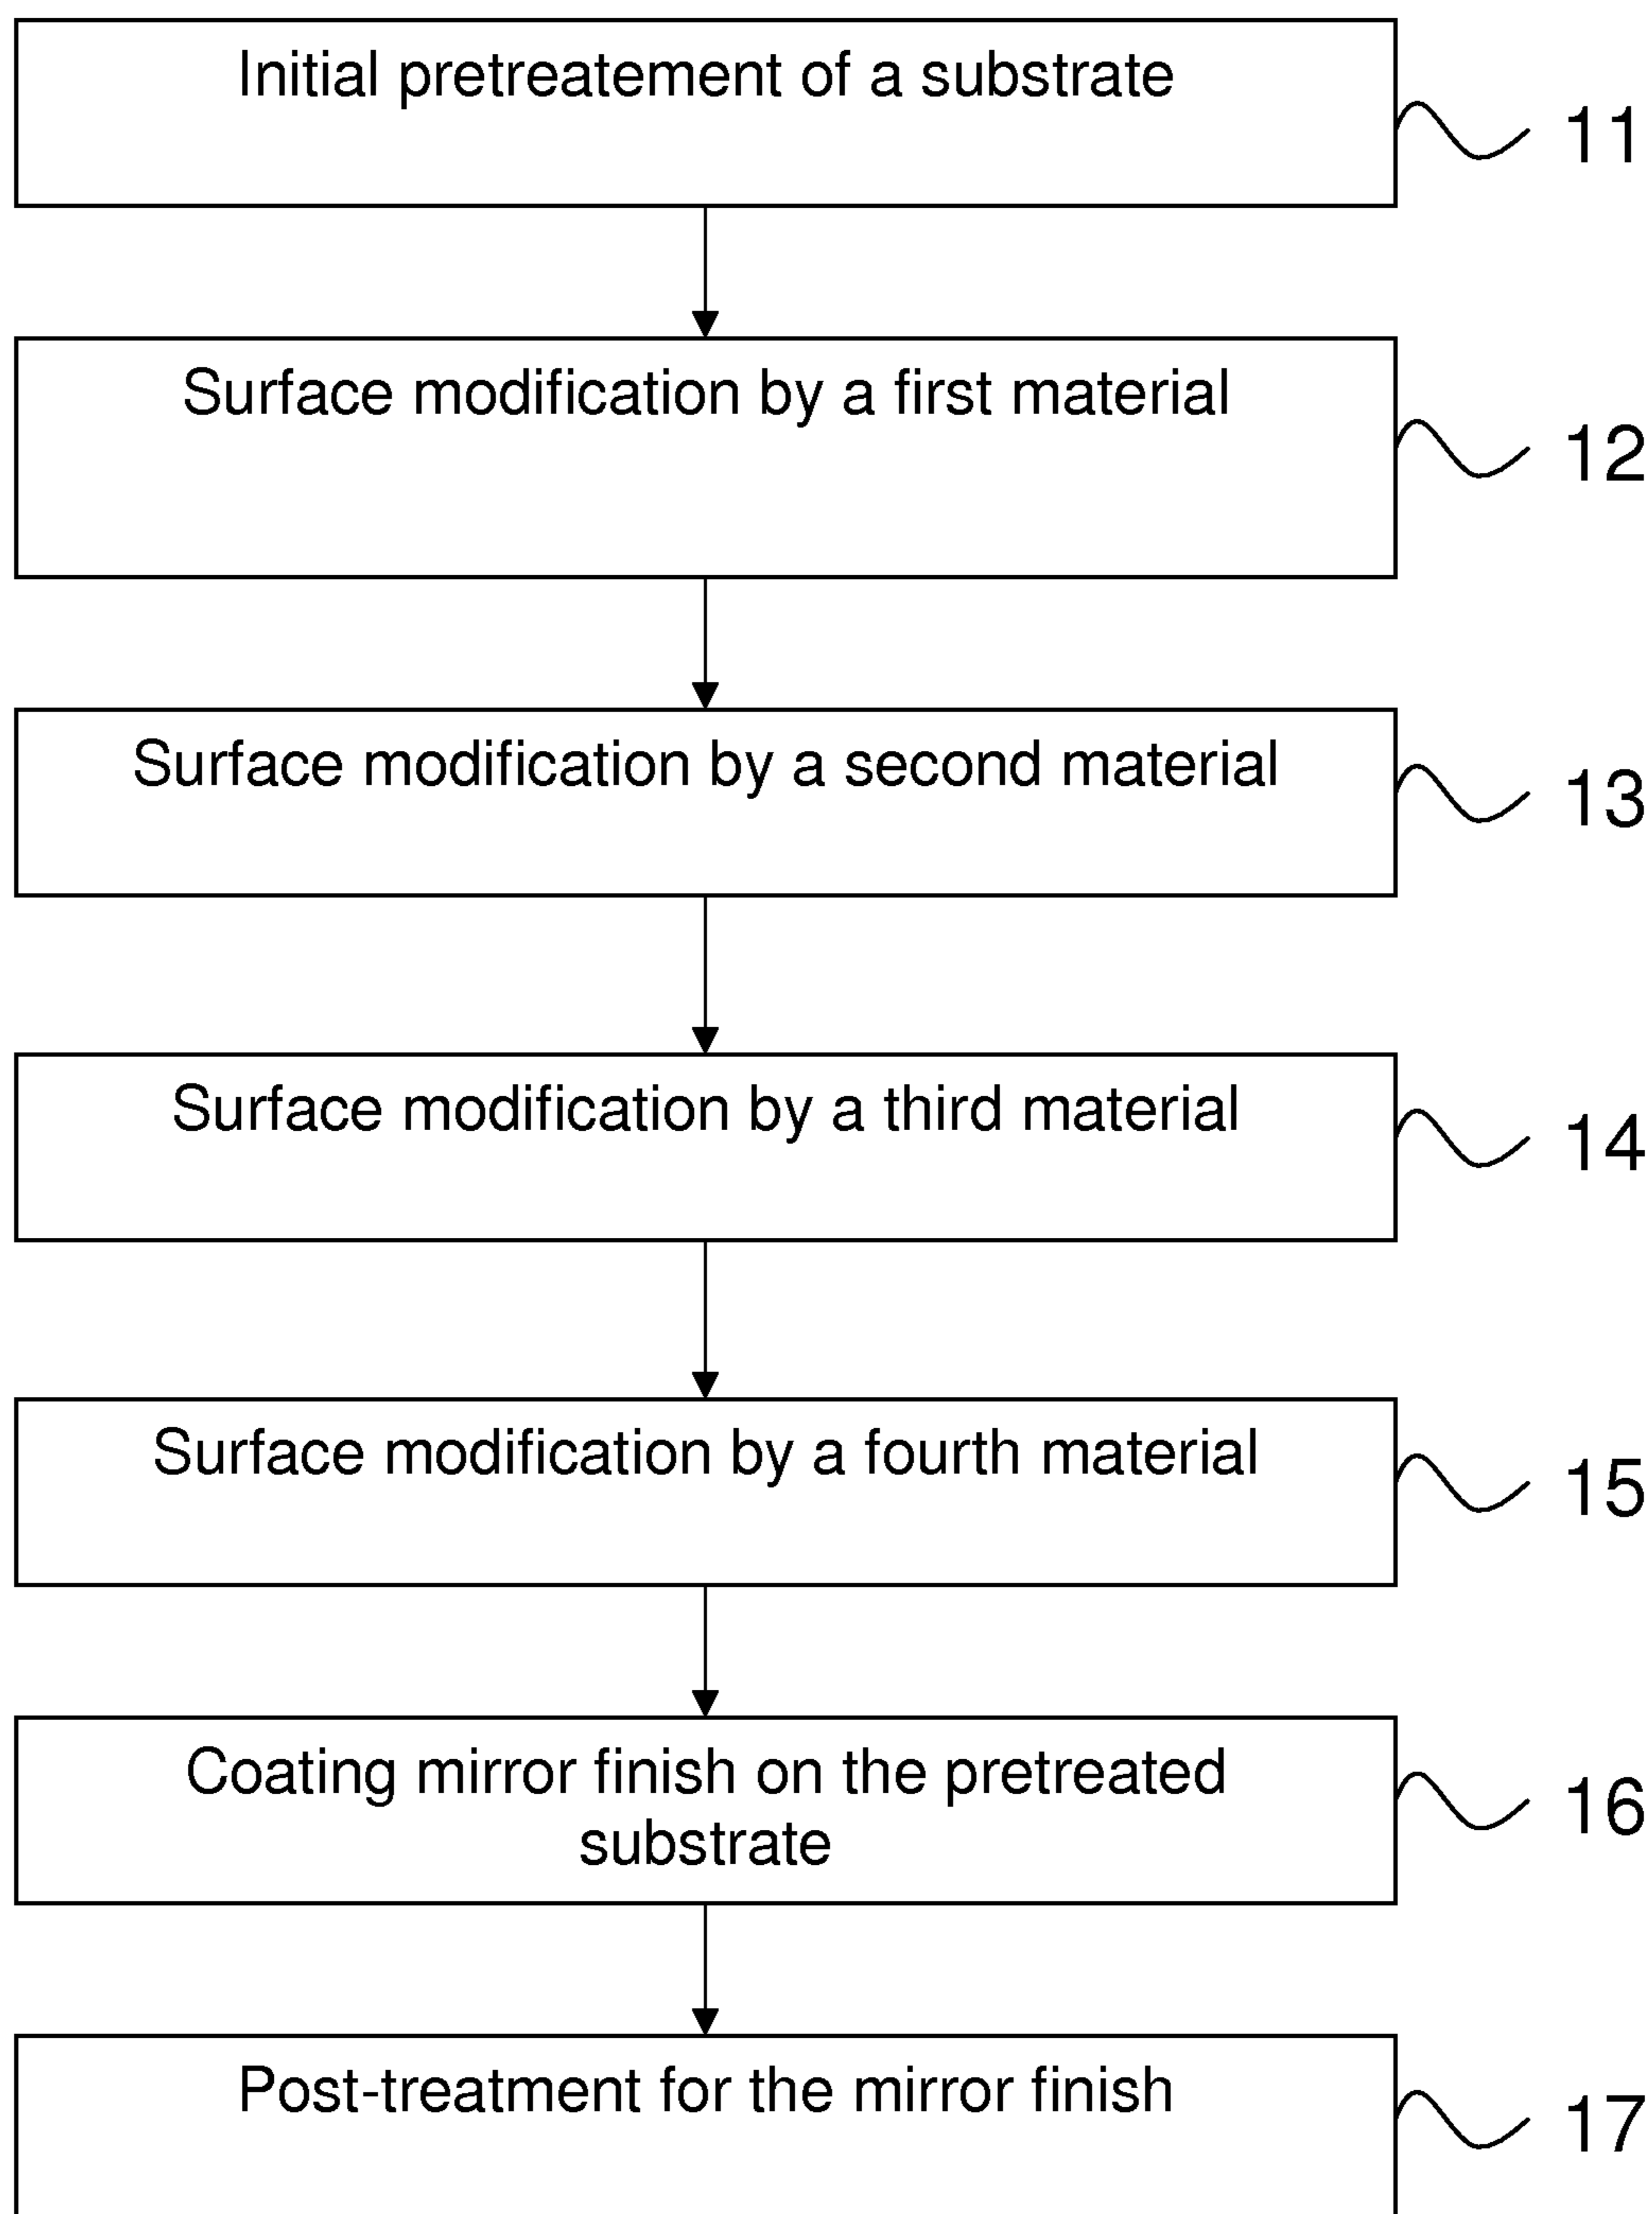 Initial pretreatement of a substrate
11
Surface modification by a first material
12
Surface modification by a second material
13
Surface modification by a third material
14
Surface modification by a fourth material
15
Coating mirror finish on the pretreated
substrate
16
Post-treatment for the mirror finish
17